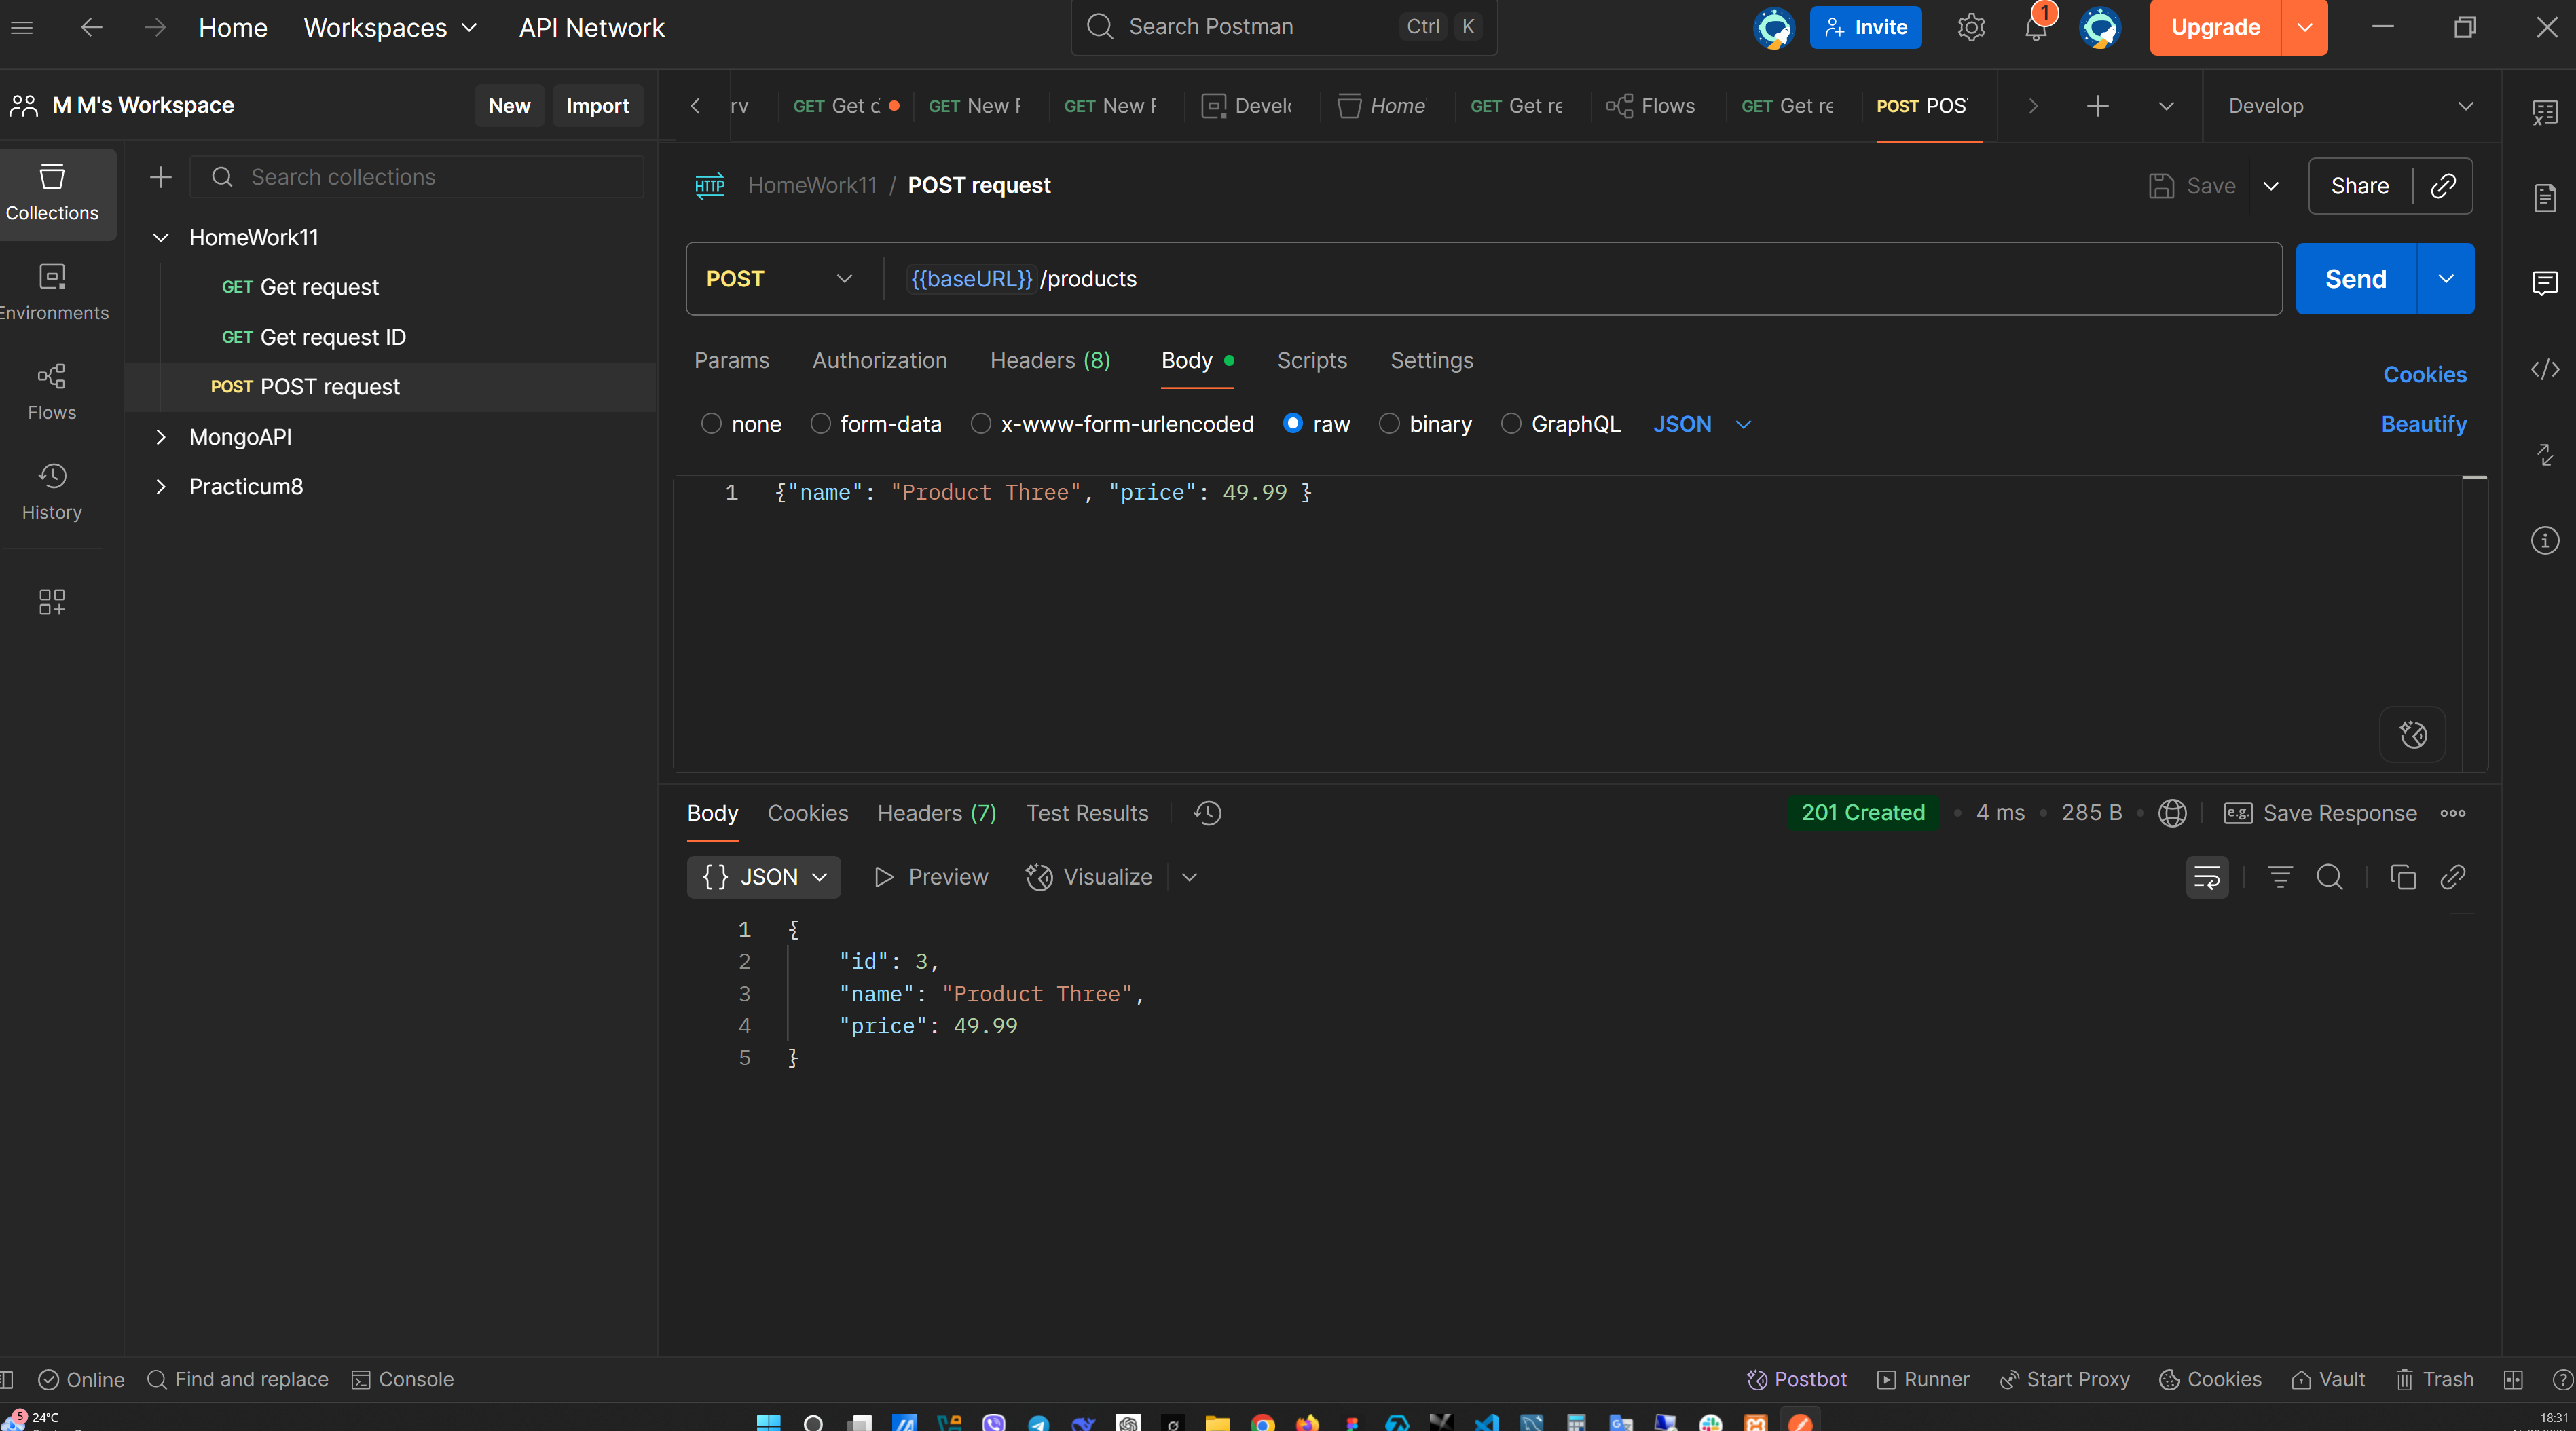 Home Workspaces API Network Search Postman Ctrl K Invite 1 Upgrade
M M's Workspace New Import
rv GET Get c GET New F GET New F Develo Home GET Get re Flows GET Get re POST POS Develop
Collections
Environments
Flows
History
Search collections
HomeWork11
GET Get request
GET Get request ID
POST POST request
MongoAPI
Practicum8
HTTP HomeWork11 / POST request Save Share
POST {{baseURL}}/products Send
Params Authorization Headers (8) Body Scripts Settings Cookies
none form-data x-www-form-urlencoded raw binary GraphQL JSON Beautify
1 {"name": "Product Three", "price": 49.99 }
Body Cookies Headers (7) Test Results 201 Created 4 ms 285 B e.g. Save Response
{} JSON Preview Visualize
1 {
2 "id": 3,
3 "name": "Product Three",
4 "price": 49.99
5 }
Online Find and replace Console Postbot Runner Start Proxy Cookies Vault Trash
5 24°C
18:31